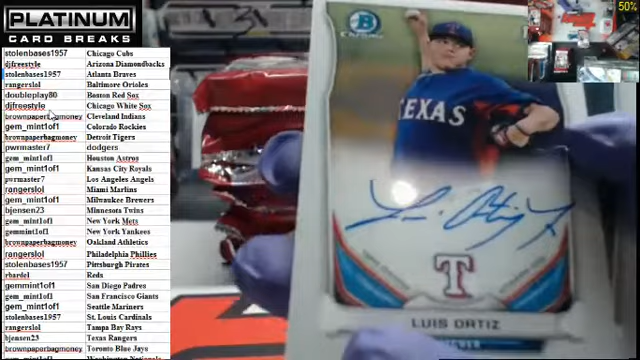 PLATINUM
CARD BREAKS
50%
stolenbases1957 Chicago Cubs
djfreestyle Arizona Diamondbacks
stolenbases1957 Atlanta Braves
rangerslol Baltimore Orioles
doubleplay80 Boston Red Sox
djfreestyle Chicago White Sox
brownpaperbagmoney Cleveland Indians
gem_mint1of1 Colorado Rockies
brownpaperbagmoney Detroit Tigers
pwrmaster7 dodgers
gem_mint1of1 Houston Astros
gem_mint1of1 Kansas City Royals
pwrmaster7 Los Angeles Angels
rangerslol Miami Marlins
gem_mint1of1 Milwaukee Brewers
bjensen23 Minnesota Twins
gem_mint1of1 New York Mets
gemmint1of1 New York Yankees
brownpaperbagmoney Oakland Athletics
rangerslol Philadelphia Phillies
stolenbases1957 Pittsburgh Pirates
rbardel Reds
gemmint1of1 San Diego Padres
gem_mint1of1 San Francisco Giants
gem_mint1of1 Seattle Mariners
stolenbases1957 St. Louis Cardinals
rangerslol Tampa Bay Rays
bjensen23 Texas Rangers
brownpaperbagmoney Toronto Blue Jays
gem_mint1of1 Washington Nationals
B
CHROME
TEXAS
T
LUIS ORTIZ